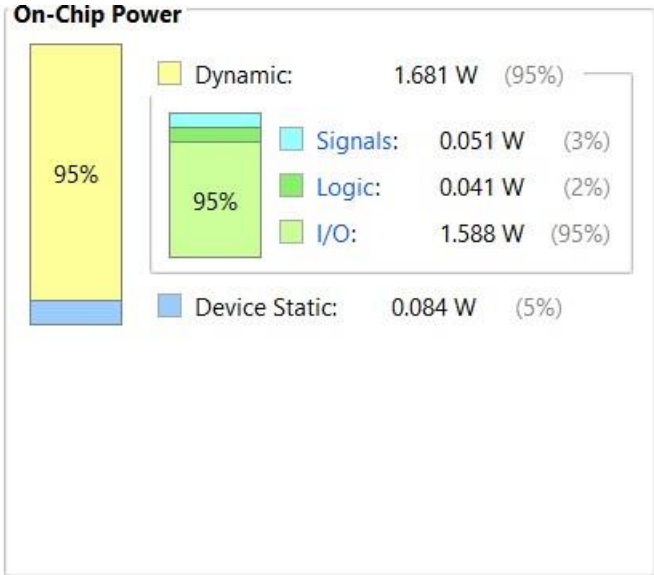 On-Chip Power
Dynamic: 1.681 W (95%)
Signals: 0.051 W (3%)
95%
Logic: 0.041 W (2%)
95%
I/O: 1.588 W (95%)
Device Static: 0.084 W (5%)